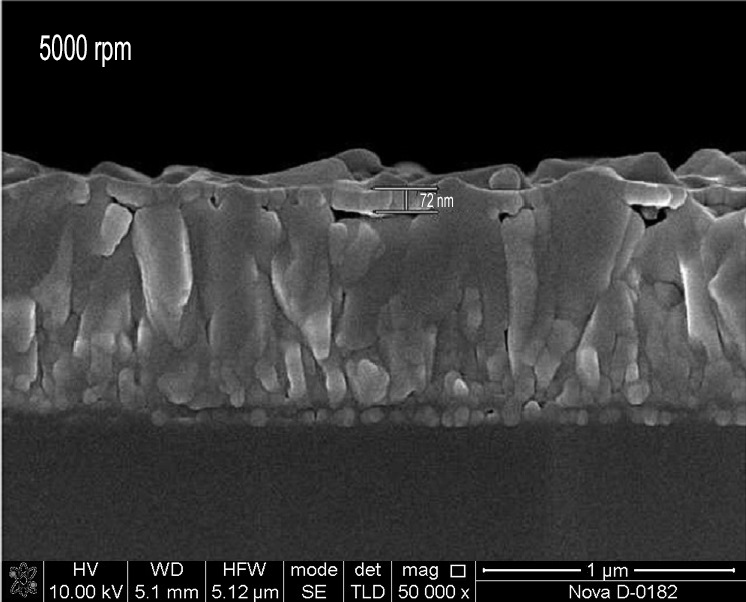 5000 rpm
72 nm
HV WD HFW mode det mag 1 µm
10.00 kV 5.1 mm 5.12 µm SE TLD 50 000 x Nova D-0182